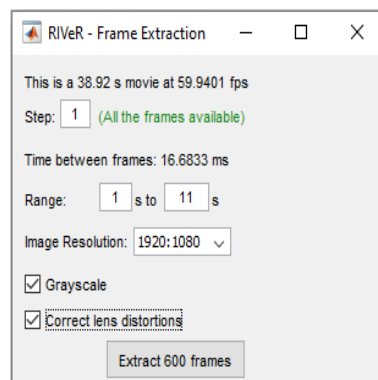 RIVeR - Frame Extraction
This is a 38.92 s movie at 59.9401 fps
Step: 1 (All the frames available)
Time between frames: 16.6833 ms
Range: 1 s to 11 s
Image Resolution: 1920:1080
Grayscale
Correct lens distortions
Extract 600 frames